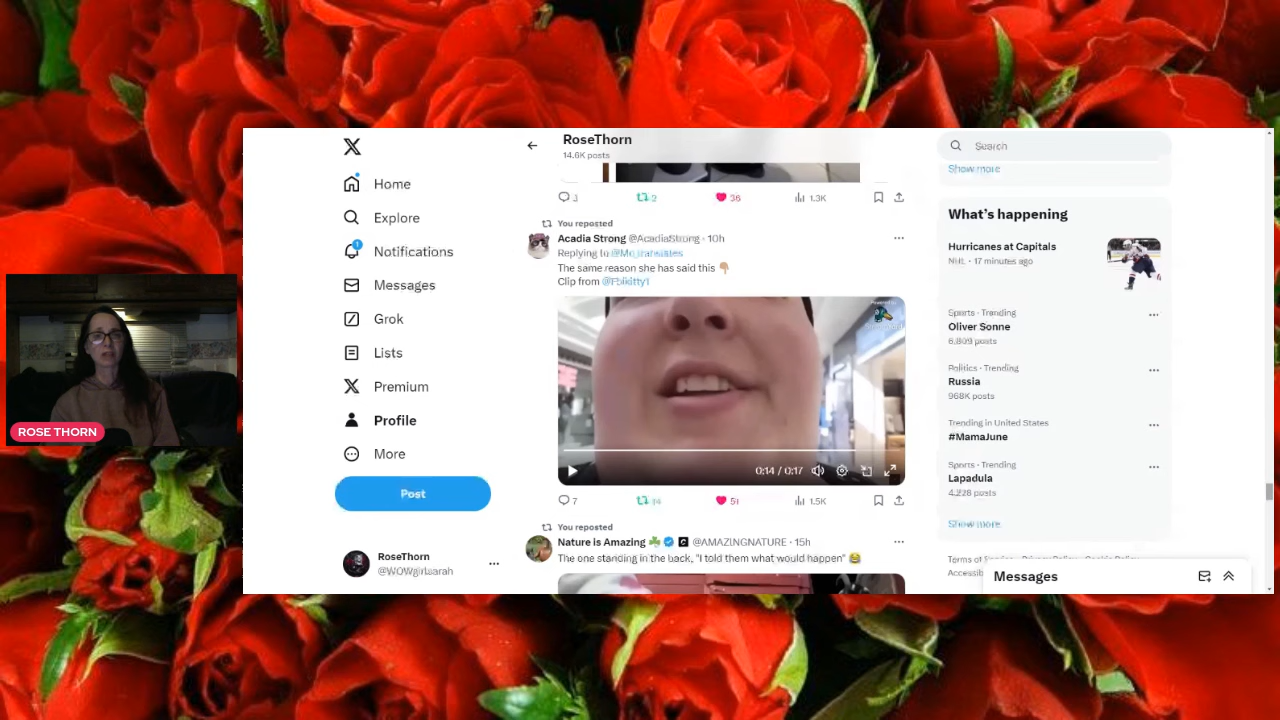 RoseThorn
14.6K posts
Search
Show more
Home
Explore
Notifications
1
Messages
Grok
Lists
Premium
Profile
More
Post
RoseThorn
ROSE THORN
3
2
36
1.3K
You reposted
Acadia Strong @AcadiaStrong · 10h
Replying to
The same reason she has said this
Clip from
0:14 / 0:17
7
14
51
1.5K
You reposted
Nature is Amazing @AMAZINGNATURE · 15h
The one standing in the back, "I told them what would happen"
What's happening
Hurricanes at Capitals
NHL · 17 minutes ago
Sports · Trending
Oliver Sonne
6,809 posts
Politics · Trending
Russia
968K posts
Trending in United States
#MamaJune
Sports · Trending
Lapadula
4,228 posts
Show more
Messages